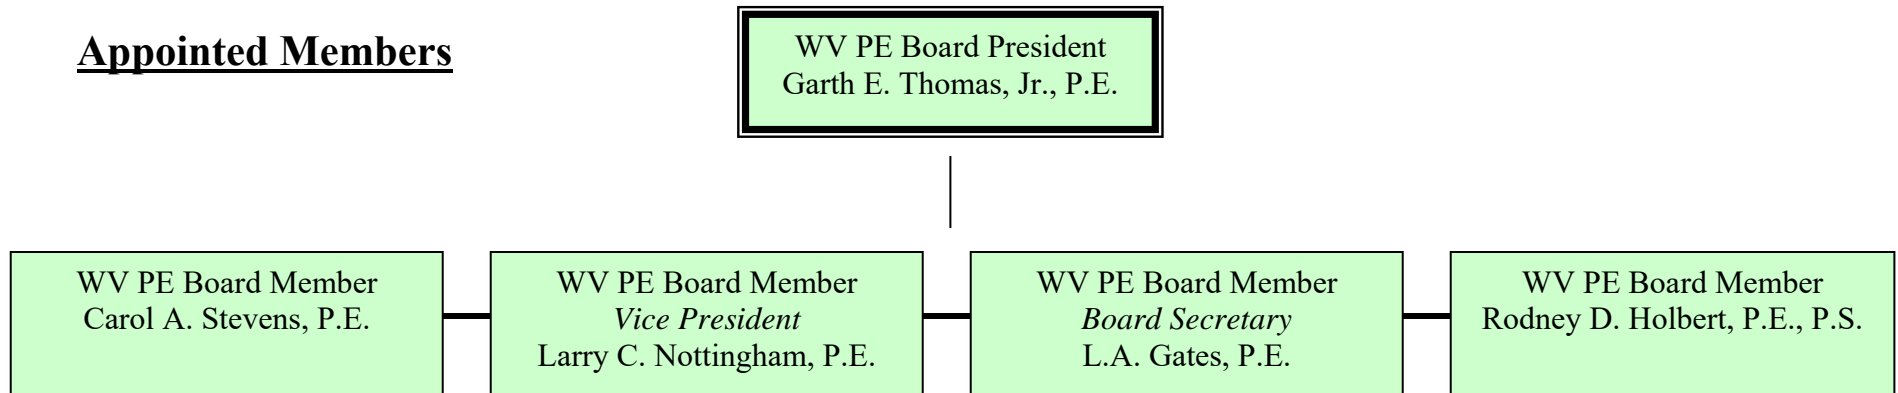 Appointed Members
WV PE Board President
Garth E. Thomas, Jr., P.E.
WV PE Board Member
Carol A. Stevens, P.E.
WV PE Board Member
Vice President
Larry C. Nottingham, P.E.
WV PE Board Member
Board Secretary
L.A. Gates, P.E.
WV PE Board Member
Rodney D. Holbert, P.E., P.S.